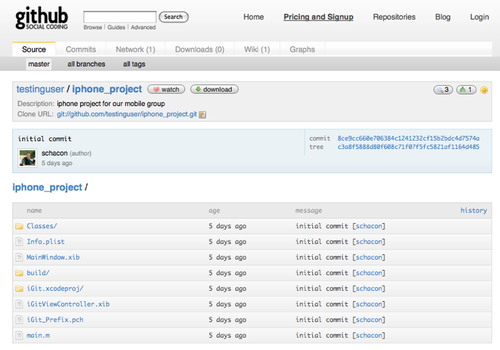 github
SOCIAL CODING
Search
Browse | Guides | Advanced
Home Pricing and Signup Repositories Blog Login
Source Commits Network (1) Downloads (0) Wiki (1) Graphs
master all branches all tags
testinguser / iphone_project watch download 3 1
Description: iphone project for our mobile group
Clone URL: git://github.com/testinguser/iphone_project.git
initial commit
schacon (author)
5 days ago
commit 8ce9cc660e706384c1241232cf15b2bdc4d7574a
tree c3a8f5888d80f608c71f07f5fc5821af1164d485
iphone_project /
name age message history
Classes/ 5 days ago initial commit [schacon]
Info.plist 5 days ago initial commit [schacon]
MainWindow.xib 5 days ago initial commit [schacon]
build/ 5 days ago initial commit [schacon]
iGit.xcodeproj/ 5 days ago initial commit [schacon]
iGitViewController.xib 5 days ago initial commit [schacon]
iGit_Prefix.pch 5 days ago initial commit [schacon]
main.m 5 days ago initial commit [schacon]